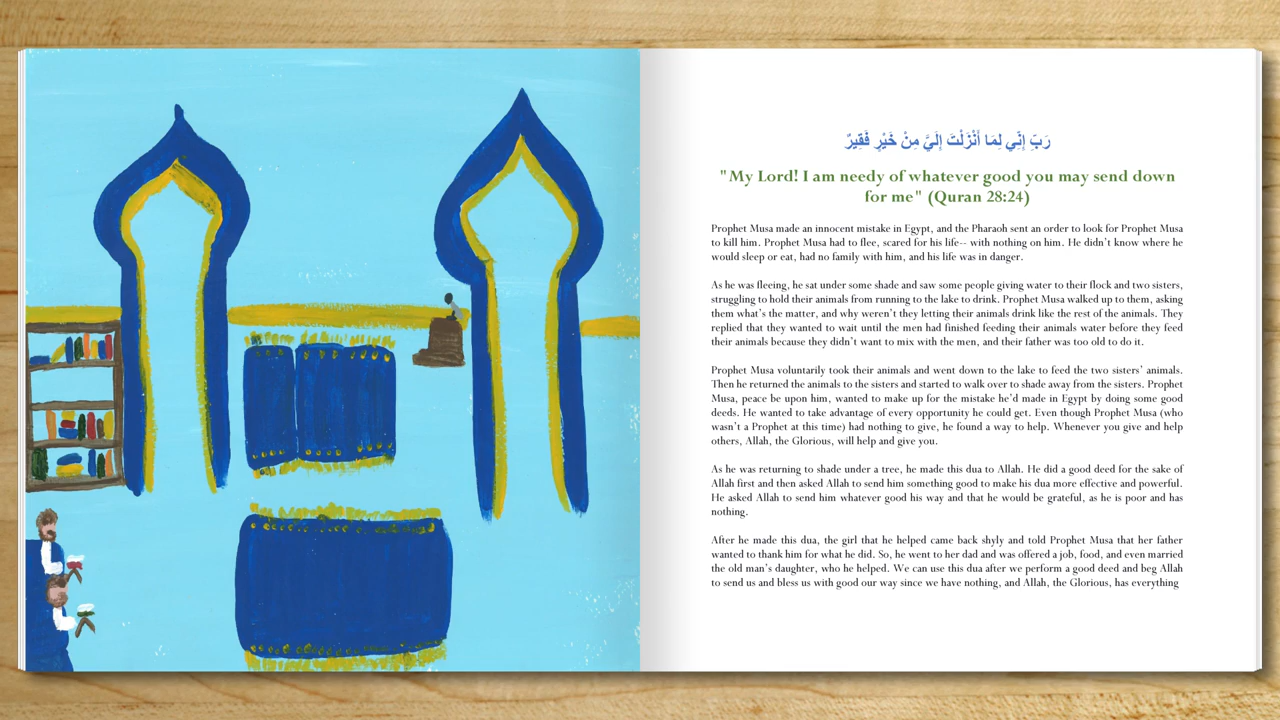 رَبِّ إِنِّي لِمَا أَنْزَلْتَ إِلَيَّ مِنْ خَيْرٍ فَقِيرٌ
"My Lord! I am needy of whatever good you may send down
for me" (Quran 28:24)
Prophet Musa made an innocent mistake in Egypt, and the Pharaoh sent an order to look for Prophet Musa
to kill him. Prophet Musa had to flee, scared for his life-- with nothing on him. He didn't know where he
would sleep or eat, had no family with him, and his life was in danger.
As he was fleeing, he sat under some shade and saw some people giving water to their flock and two sisters,
struggling to hold their animals from running to the lake to drink. Prophet Musa walked up to them, asking
them what's the matter, and why weren't they letting their animals drink like the rest of the animals. They
replied that they wanted to wait until the men had finished feeding their animals water before they feed
their animals because they didn't want to mix with the men, and their father was too old to do it.
Prophet Musa voluntarily took their animals and went down to the lake to feed the two sisters' animals.
Then he returned the animals to the sisters and started to walk over to shade away from the sisters. Prophet
Musa, peace be upon him, wanted to make up for the mistake he'd made in Egypt by doing some good
deeds. He wanted to take advantage of every opportunity he could get. Even though Prophet Musa (who
wasn't a Prophet at this time) had nothing to give, he found a way to help. Whenever you give and help
others, Allah, the Glorious, will help and give you.
As he was returning to shade under a tree, he made this dua to Allah. He did a good deed for the sake of
Allah first and then asked Allah to send him something good to make his dua more effective and powerful.
He asked Allah to send him whatever good his way and that he would be grateful, as he is poor and has
nothing.
After he made this dua, the girl that he helped came back shyly and told Prophet Musa that her father
wanted to thank him for what he did. So, he went to her dad and was offered a job, food, and even married
the old man's daughter, who he helped. We can use this dua after we perform a good deed and beg Allah
to send us and bless us with good our way since we have nothing, and Allah, the Glorious, has everything